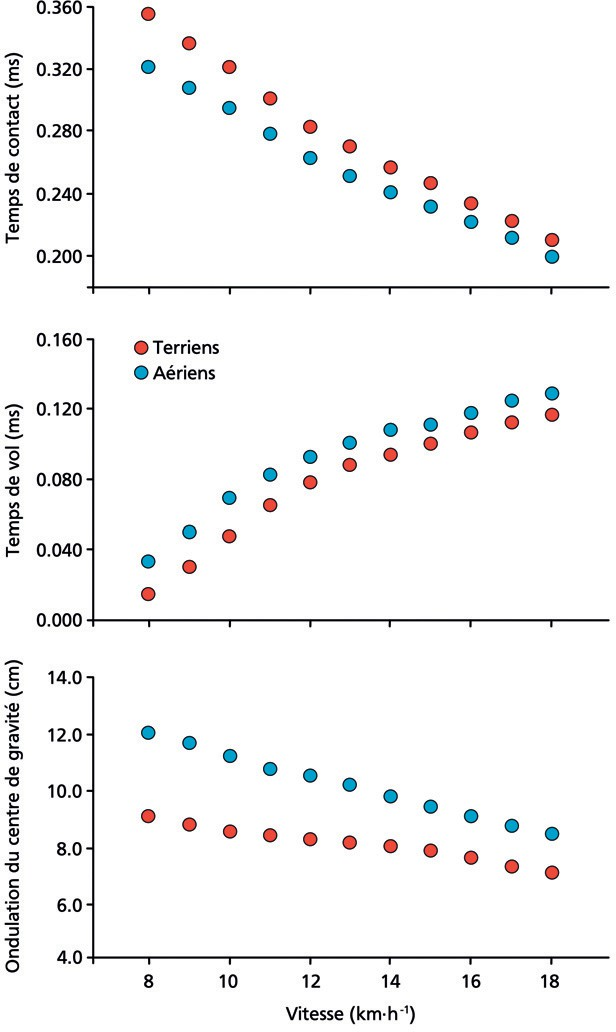 Temps de contact (ms)
0.360
0.320
0.280
0.240
0.200
Temps de vol (ms)
0.160
0.120
0.080
0.040
0.000
Terriens
Aériens
Ondulation du centre de gravité (cm)
14.0
12.0
10.0
8.0
6.0
4.0
8 10 12 14 16 18
Vitesse (km·h⁻¹)